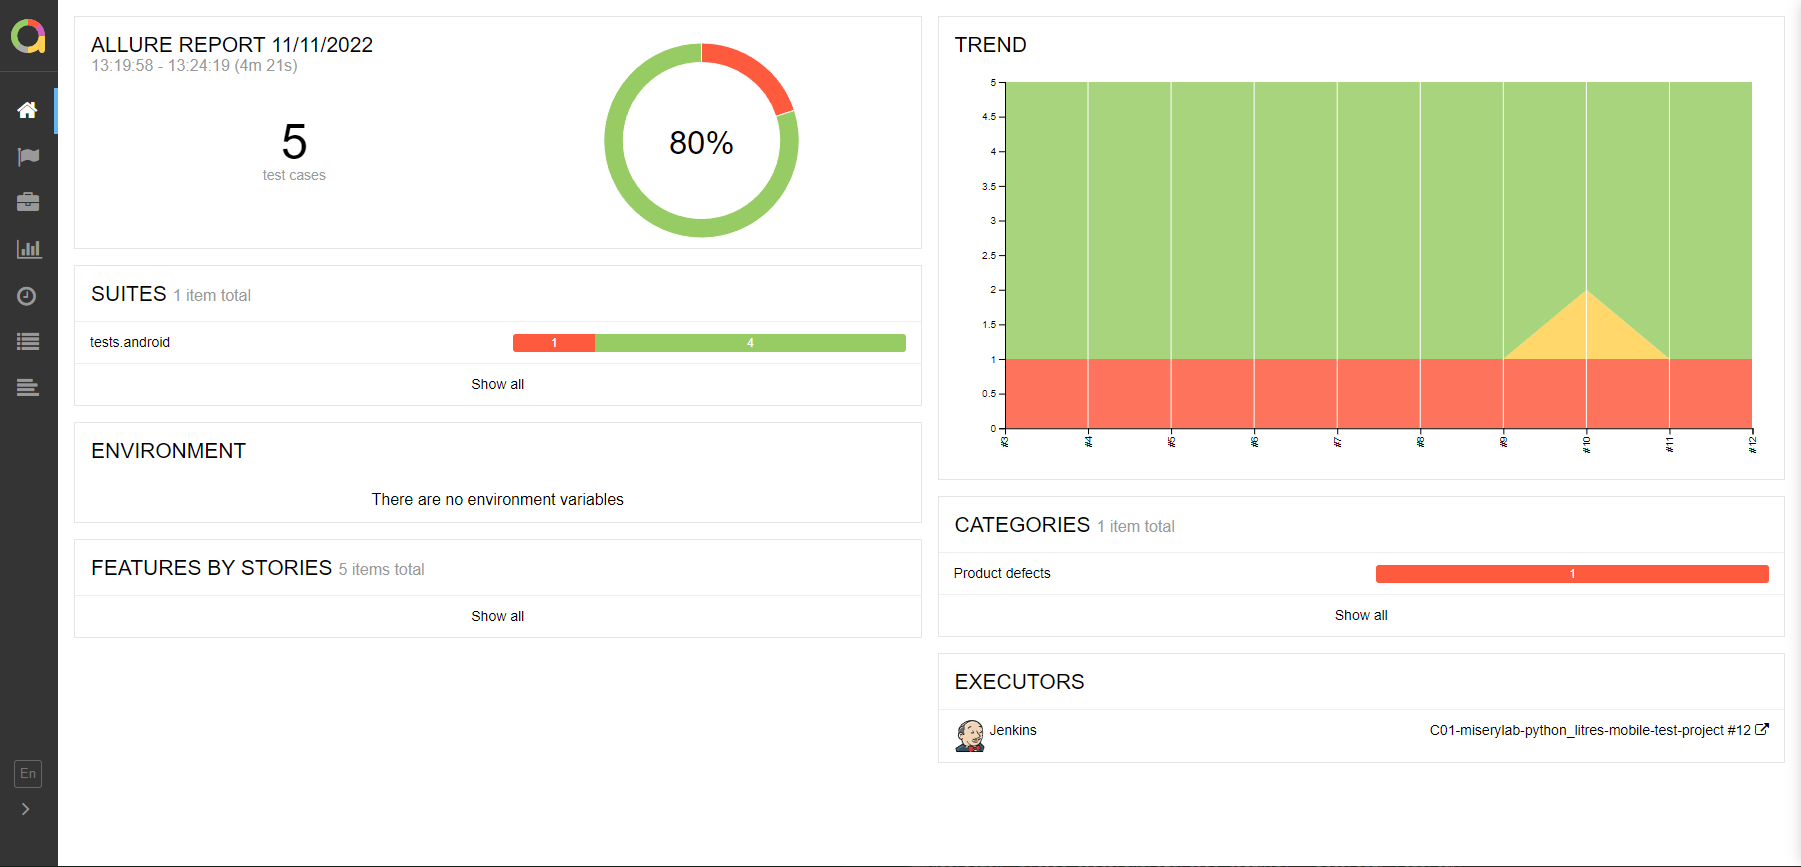 ALLURE REPORT 11/11/2022
13:19:58 - 13:24:19 (4m 21s)
5
test cases
80%
SUITES 1 item total
tests.android 1 4
Show all
ENVIRONMENT
There are no environment variables
FEATURES BY STORIES 5 items total
Show all
TREND
5
4.5
4
3.5
3
2.5
2
1.5
1
0.5
0
#3 #4 #5 #6 #7 #8 #9 #10 #11 #12
CATEGORIES 1 item total
Product defects 1
Show all
EXECUTORS
Jenkins C01-miserylab-python_litres-mobile-test-project #12
En